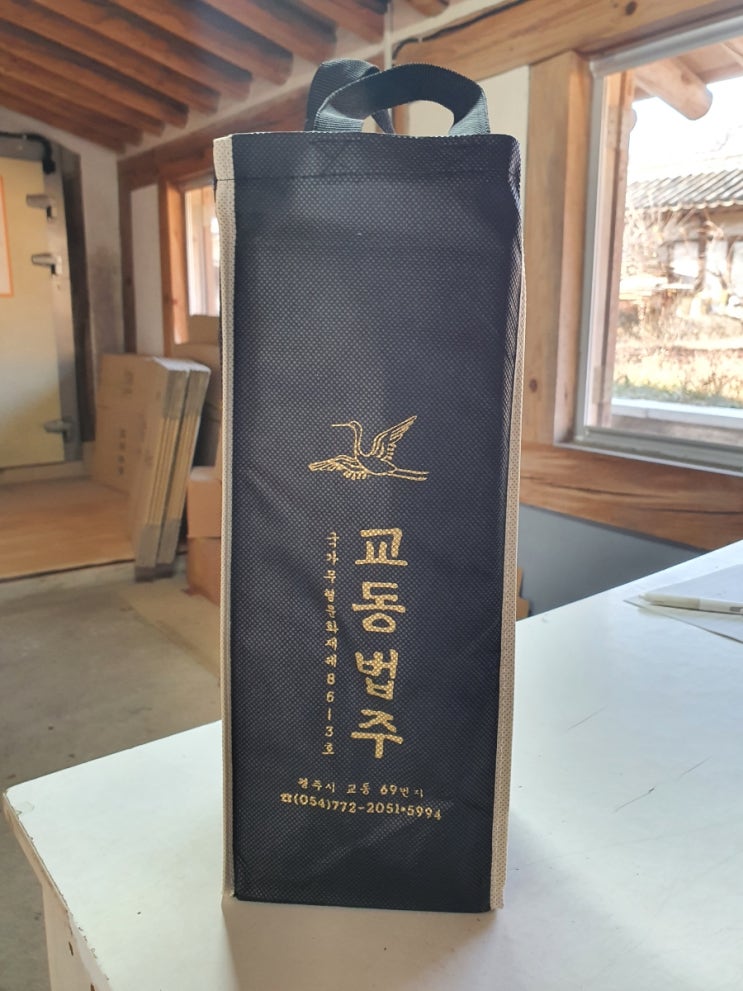 교동법주
국가무형문화재제86-3호
경주시 교동 69번지
☎(054)772-2051·5994